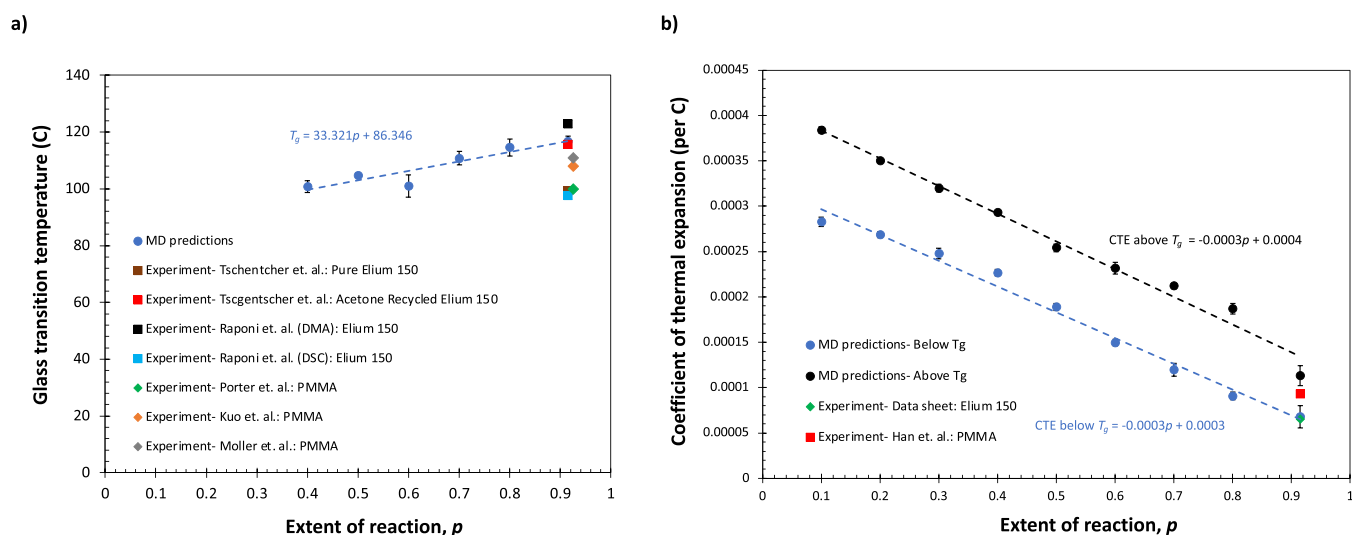 a)
Glass transition temperature (C)
140
120
100
80
60
40
20
0
Tg = 33.321p + 86.346
MD predictions
Experiment- Tschentcher et. al.: Pure Elium 150
Experiment- Tscgentscher et. al.: Acetone Recycled Elium 150
Experiment- Raponi et. al. (DMA): Elium 150
Experiment- Raponi et. al. (DSC): Elium 150
Experiment- Porter et. al.: PMMA
Experiment- Kuo et. al.: PMMA
Experiment- Moller et. al.: PMMA
0 0.1 0.2 0.3 0.4 0.5 0.6 0.7 0.8 0.9 1
Extent of reaction, p
b)
Coefficient of thermal expansion (per C)
0.00045
0.0004
0.00035
0.0003
0.00025
0.0002
0.00015
0.0001
0.00005
0
CTE above Tg = -0.0003p + 0.0004
MD predictions- Below Tg
MD predictions- Above Tg
Experiment- Data sheet: Elium 150
Experiment- Han et. al.: PMMA
CTE below Tg = -0.0003p + 0.0003
0 0.1 0.2 0.3 0.4 0.5 0.6 0.7 0.8 0.9 1
Extent of reaction, p